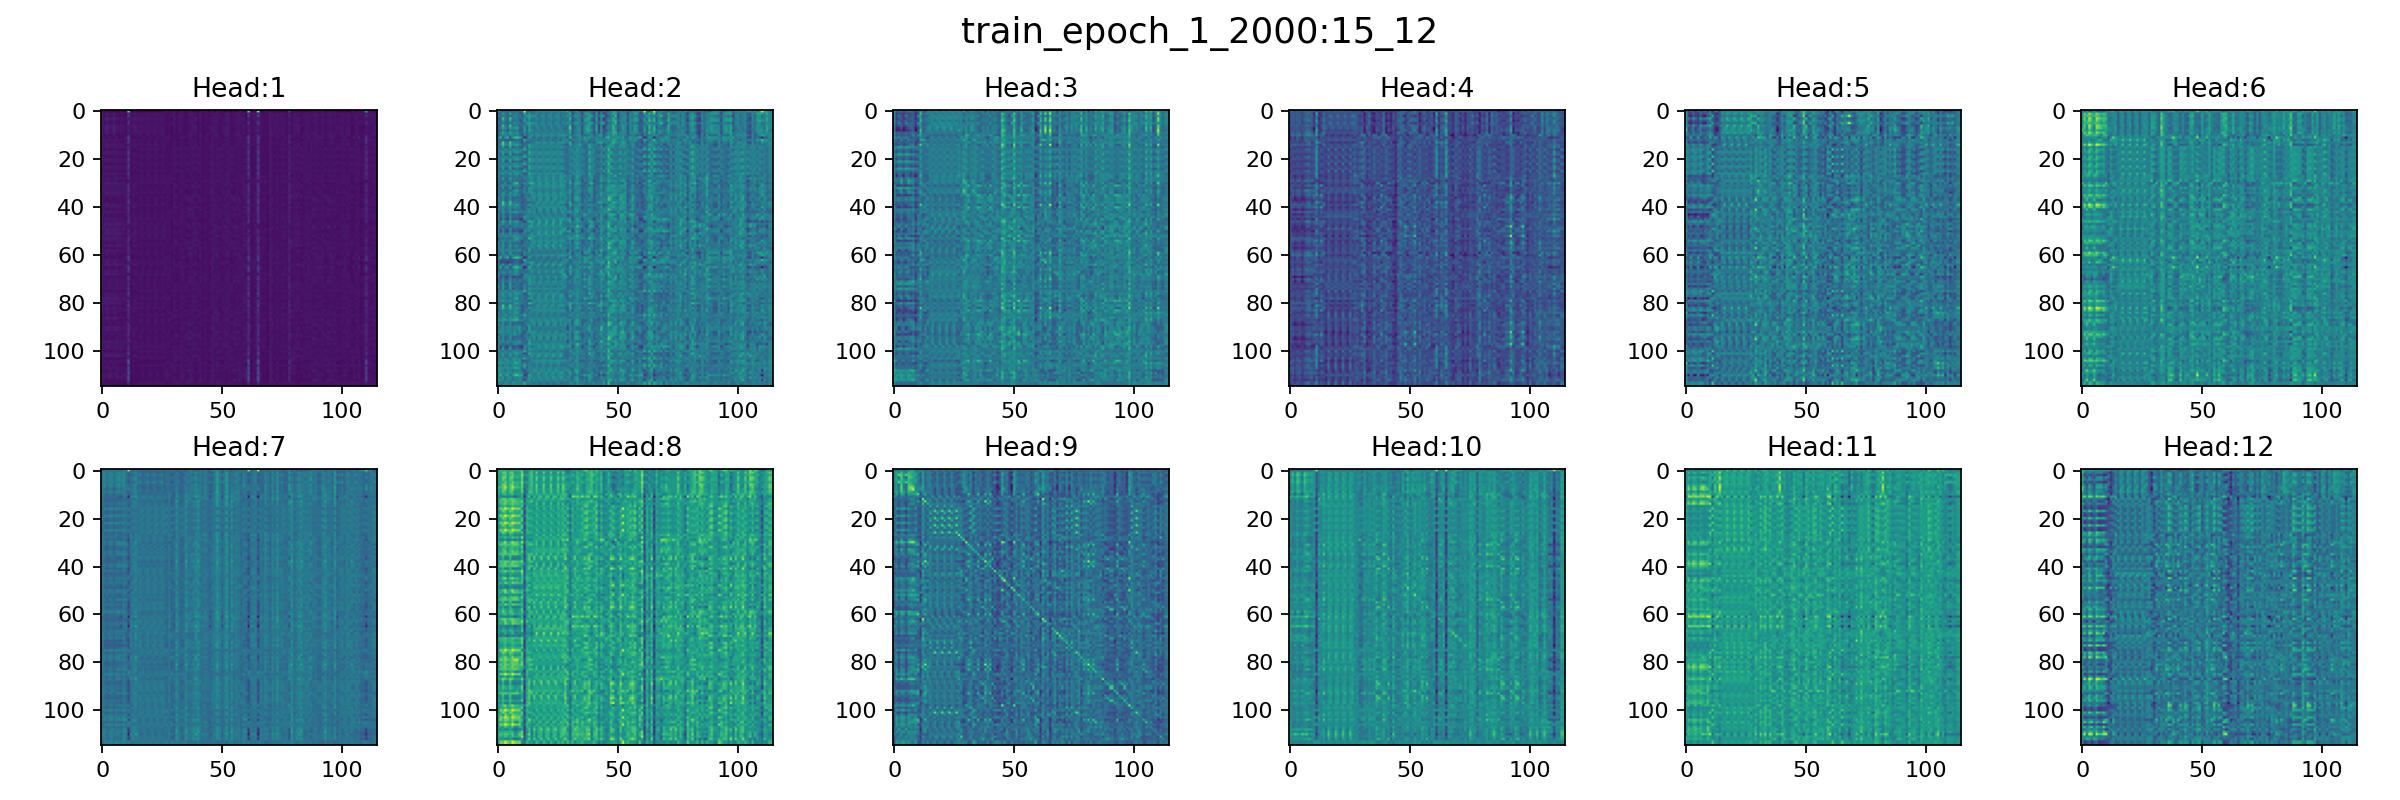 train_epoch_1_2000:15_12
Head:1 Head:2 Head:3 Head:4 Head:5 Head:6
0 0 0 0 0 0
20 20 20 20 20 20
40 40 40 40 40 40
60 60 60 60 60 60
80 80 80 80 80 80
100 100 100 100 100 100
0 50 100 0 50 100 0 50 100 0 50 100 0 50 100 0 50 100
Head:7 Head:8 Head:9 Head:10 Head:11 Head:12
0 0 0 0 0 0
20 20 20 20 20 20
40 40 40 40 40 40
60 60 60 60 60 60
80 80 80 80 80 80
100 100 100 100 100 100
0 50 100 0 50 100 0 50 100 0 50 100 0 50 100 0 50 100